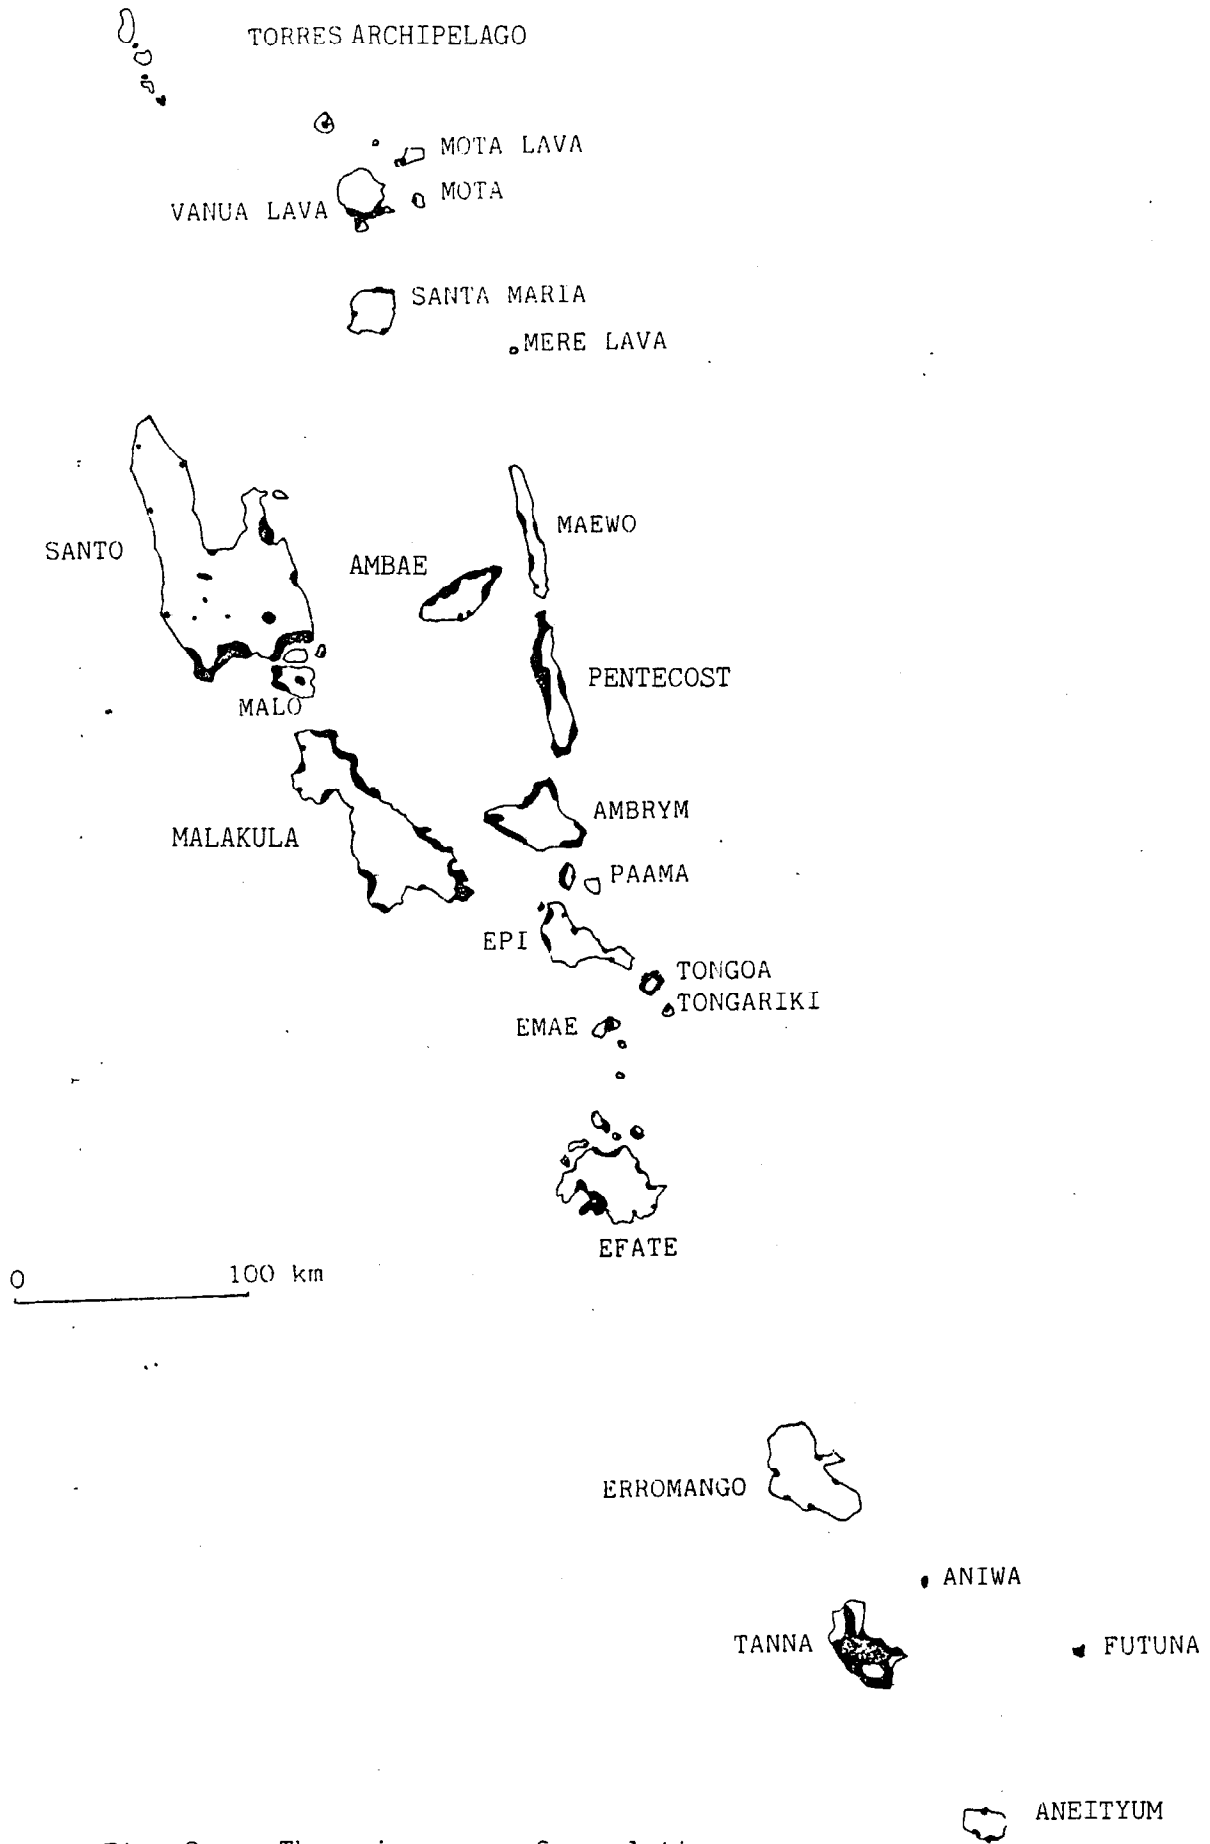 TORRES ARCHIPELAGO
MOTA LAVA
MOTA
VANUA LAVA
SANTA MARIA
MERE LAVA
MAEWO
SANTO
AMBAE
PENTECOST
MALO
AMBRYM
MALAKULA
PAAMA
EPI
TONGOA
TONGARIKI
EMAE
EFATE
0 100 km
ERROMANGO
ANIWA
TANNA
FUTUNA
ANEITYUM